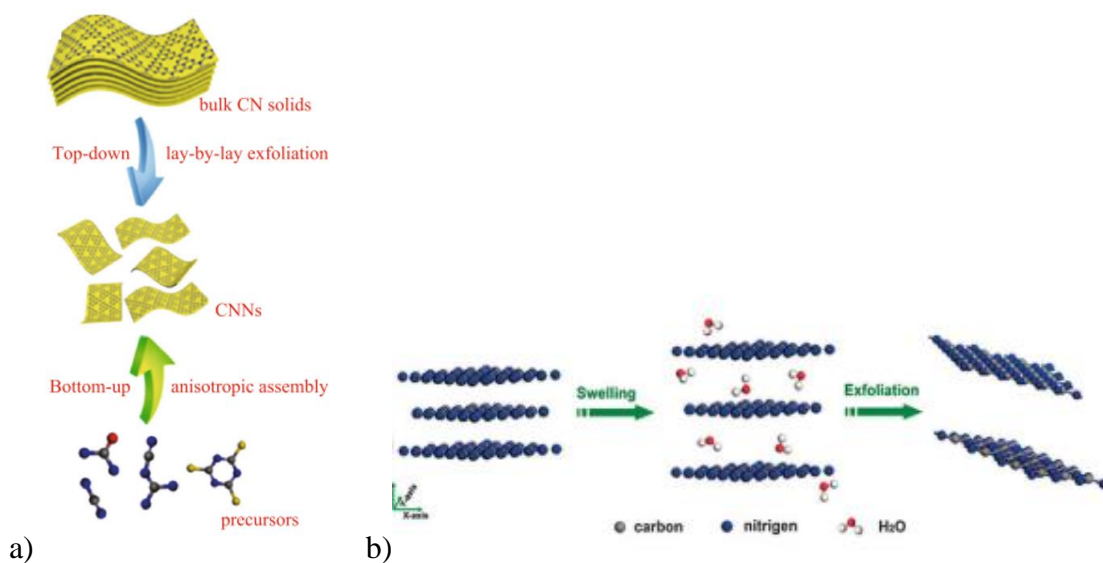 bulk CN solids
Top-down lay-by-lay exfoliation
CNNs
Bottom-up anisotropic assembly
precursors
a)
Swelling
Exfoliation
X-axis
carbon nitrigen H₂O
b)